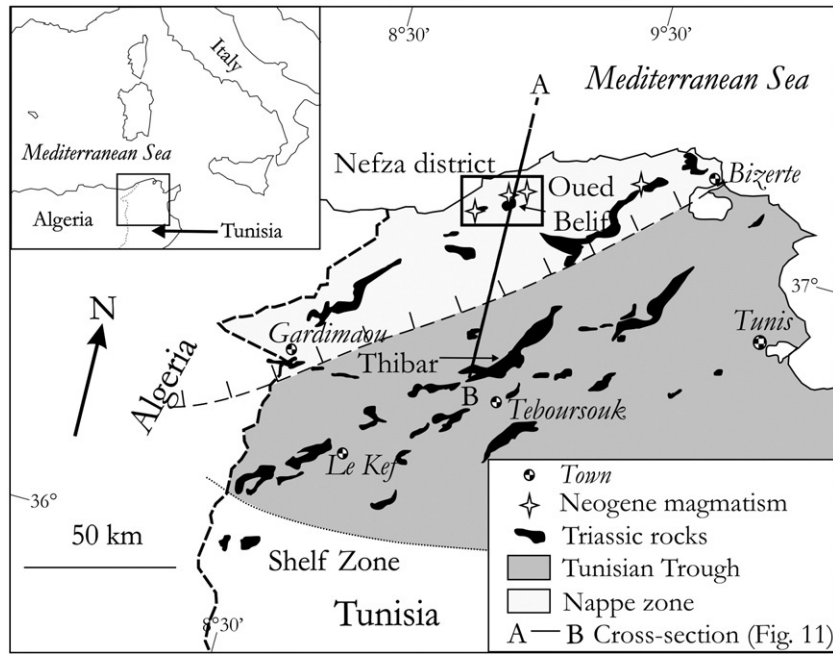 8°30'
9°30'
Italy
Mediterranean Sea
A
Mediterranean Sea
Nefza district
Oued
Belif
Bizerte
Algeria
Tunisia
37°
N
Gardimaou
Tunis
Thibar
Algeria
B
Teboursouk
Le Kef
36°
50 km
Shelf Zone
Tunisia
8°30'
Town
Neogene magmatism
Triassic rocks
Tunisian Trough
Nappe zone
A — B Cross-section (Fig. 11)